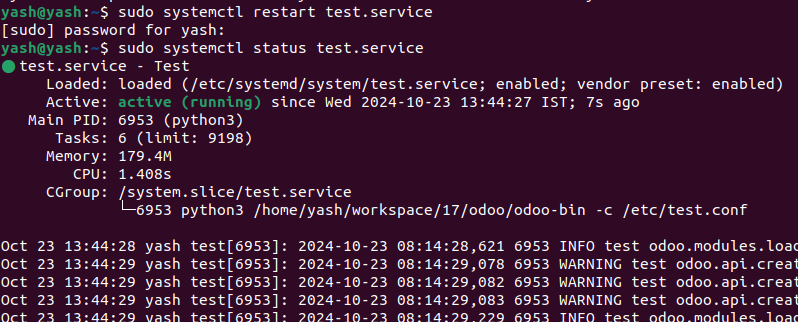 yash@yash:~$ sudo systemctl restart test.service
[sudo] password for yash:
yash@yash:~$ sudo systemctl status test.service
● test.service - Test
Loaded: loaded (/etc/systemd/system/test.service; enabled; vendor preset: enabled)
Active: active (running) since Wed 2024-10-23 13:44:27 IST; 7s ago
Main PID: 6953 (python3)
Tasks: 6 (limit: 9198)
Memory: 179.4M
CPU: 1.408s
CGroup: /system.slice/test.service
└─6953 python3 /home/yash/workspace/17/odoo/odoo-bin -c /etc/test.conf
Oct 23 13:44:28 yash test[6953]: 2024-10-23 08:14:28,621 6953 INFO test odoo.modules.load
Oct 23 13:44:29 yash test[6953]: 2024-10-23 08:14:29,078 6953 WARNING test odoo.api.creat
Oct 23 13:44:29 yash test[6953]: 2024-10-23 08:14:29,082 6953 WARNING test odoo.api.creat
Oct 23 13:44:29 yash test[6953]: 2024-10-23 08:14:29,083 6953 WARNING test odoo.api.creat
Oct 23 13:44:29 yash test[6953]: 2024-10-23 08:14:29,229 6953 INFO test odoo.modules.load